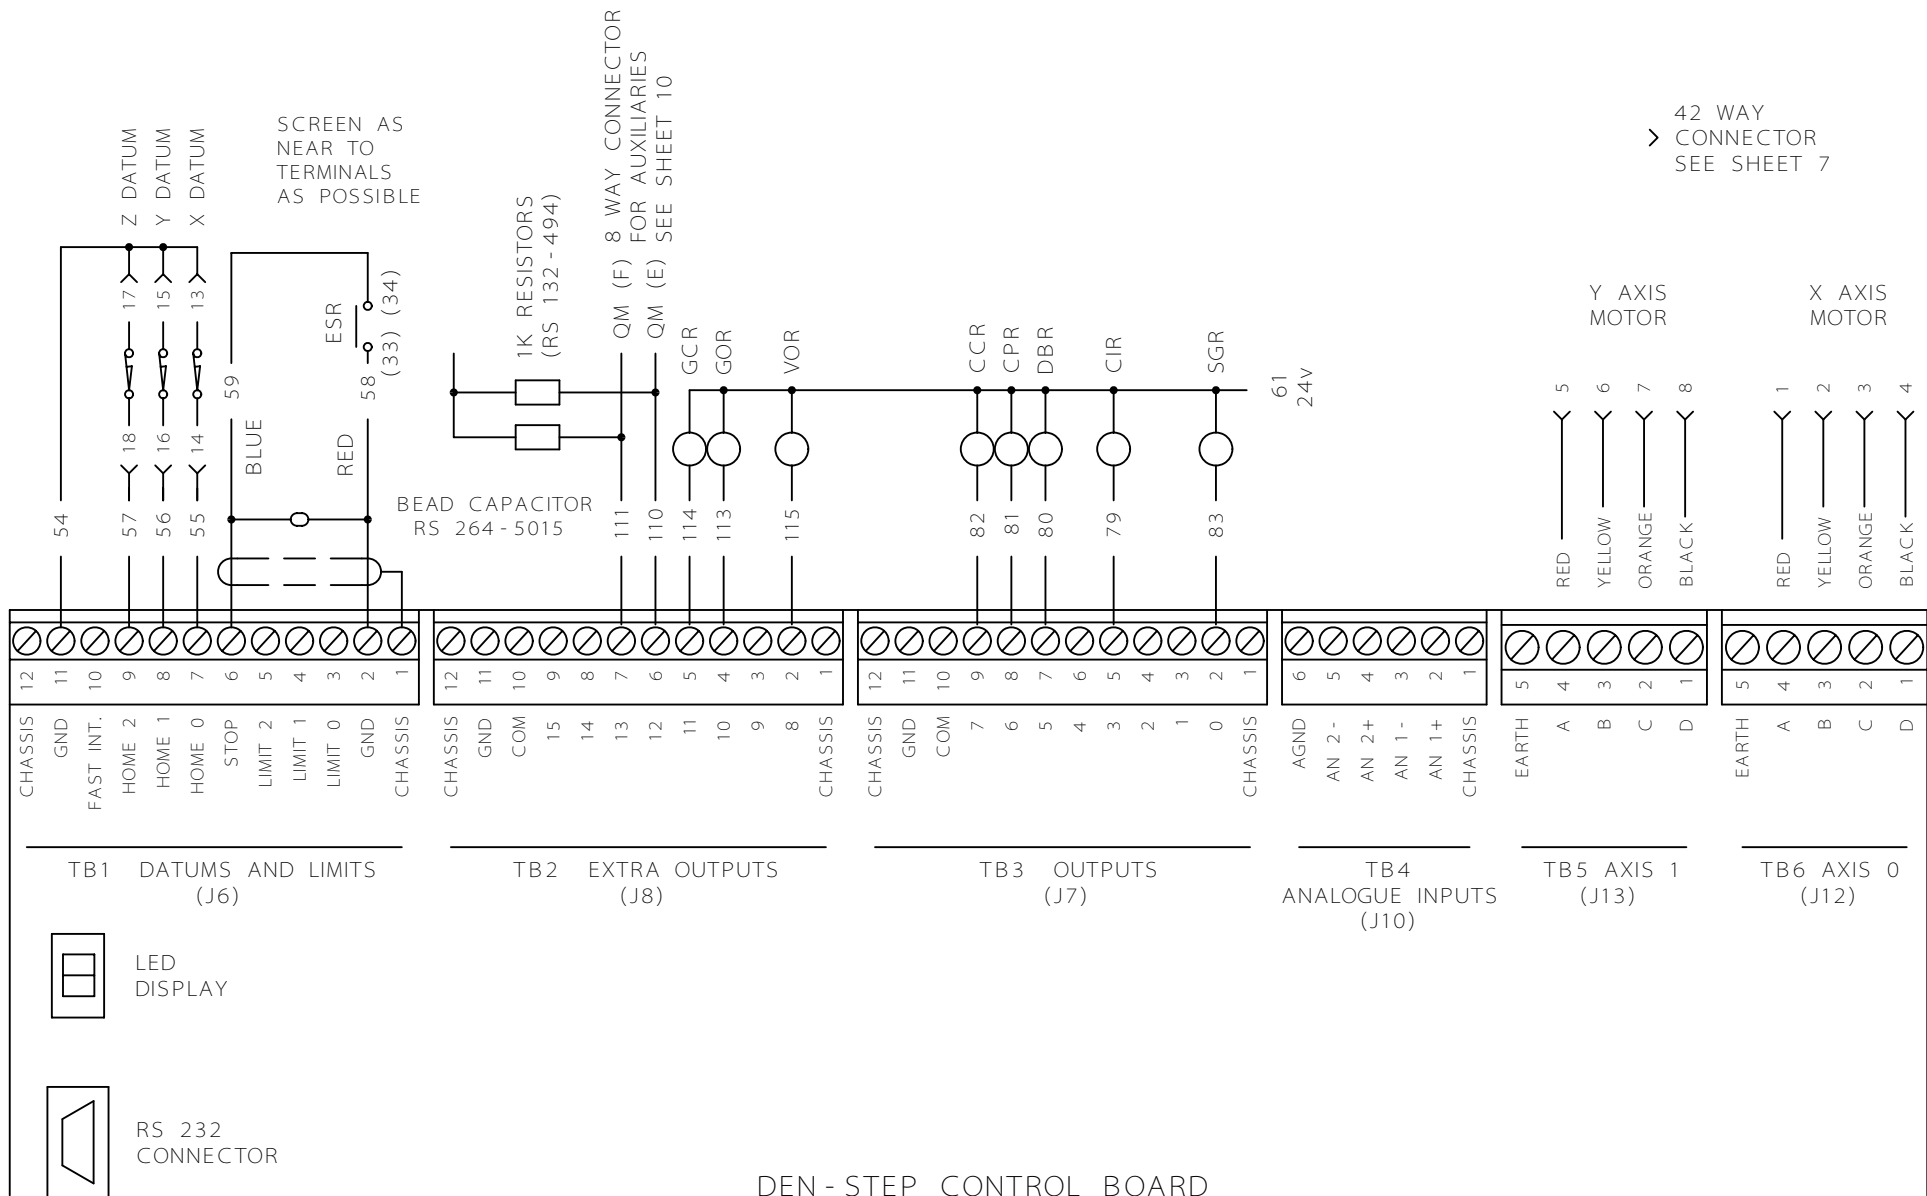 Z DATUM
Y DATUM
X DATUM
SCREEN AS
NEAR TO
TERMINALS
AS POSSIBLE
1K RESISTORS
(RS 132-494)
QM (F) 8 WAY CONNECTOR
FOR AUXILIARIES
QM (E) SEE SHEET 10
42 WAY
CONNECTOR
SEE SHEET 7
17
15
13
ESR
(33) (34)
18
16
14
59
58
BLUE
RED
GCR
GOR
VOR
CCR
CPR
DBR
CIR
SGR
61
24v
Y AXIS
MOTOR
X AXIS
MOTOR
5
6
7
8
1
2
3
4
BEAD CAPACITOR
RS 264-5015
54
57
56
55
111
110
114
113
115
82
81
80
79
83
RED
YELLOW
ORANGE
BLACK
RED
YELLOW
ORANGE
BLACK
12 11 10 9 8 7 6 5 4 3 2 1
12 11 10 9 8 7 6 5 4 3 2 1
12 11 10 9 8 7 6 5 4 3 2 1
6 5 4 3 2 1
5 4 3 2 1
5 4 3 2 1
CHASSIS
GND
FAST INT.
HOME 2
HOME 1
HOME 0
STOP
LIMIT 2
LIMIT 1
LIMIT 0
GND
CHASSIS
CHASSIS
GND
COM
15
14
13
12
11
10
9
8
CHASSIS
CHASSIS
GND
COM
7
6
5
4
3
2
1
0
CHASSIS
AGND
AN 2-
AN 2+
AN 1-
AN 1+
CHASSIS
EARTH
A
B
C
D
EARTH
A
B
C
D
TB1 DATUMS AND LIMITS
(J6)
TB2 EXTRA OUTPUTS
(J8)
TB3 OUTPUTS
(J7)
TB4
ANALOGUE INPUTS
(J10)
TB5 AXIS 1
(J13)
TB6 AXIS 0
(J12)
LED
DISPLAY
RS 232
CONNECTOR
DEN-STEP CONTROL BOARD